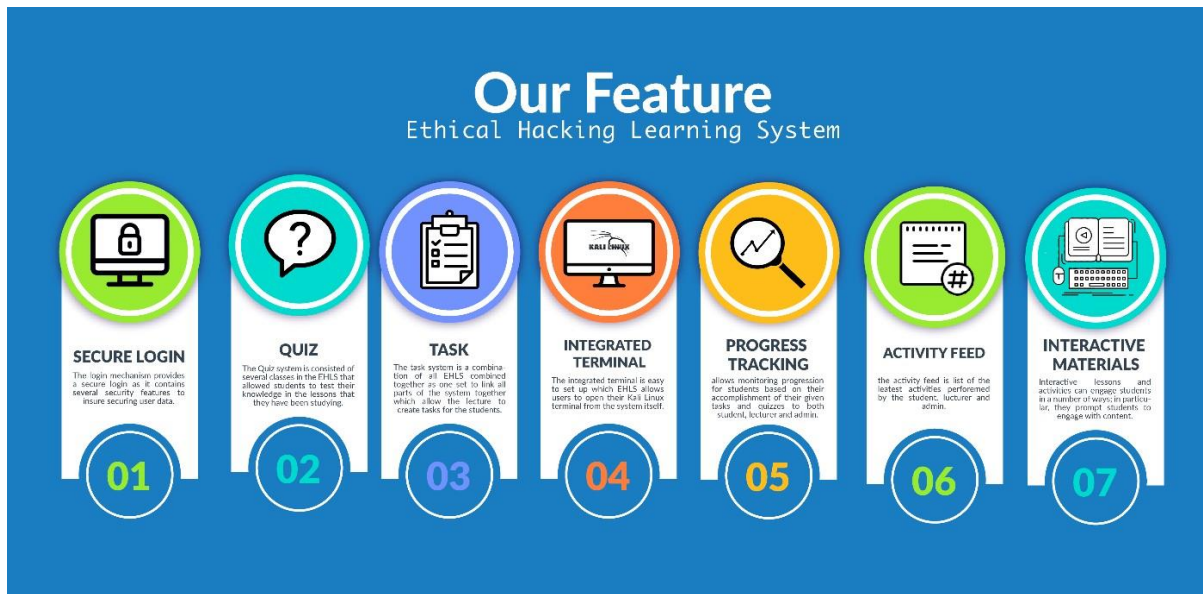 Our Feature
Ethical Hacking Learning System
KALI LINUX
SECURE LOGIN
The login mechanism provides
a secure login as it contains
several security features to
insure securing user data.
01
?
QUIZ
The Quiz system is consisted of
several classes in the EHLS that
allowed students to test their
knowledge in the lessons that
they have been studying.
02
TASK
The task system is a combina-
tion of all EHLS combined
together as one set to link all
parts of the system together
which allow the lecture to
create tasks for the students.
03
INTEGRATED
TERMINAL
The integrated terminal is easy
to set up which EHLS allows
users to open their Kali Linux
terminal from the system itself.
04
PROGRESS
TRACKING
allows monitoring progression
for students based on their
accomplishment of their given
tasks and quizzes to both
student, lecturer and admin.
05
#
ACTIVITY FEED
the activity feed is list of the
leatest activities perforemed
by the student, lucturer and
admin.
06
INTERACTIVE
MATERIALS
Interactive lessons and
activities can engage students
in a number of ways; in particu-
lar, they prompt students to
engage with content.
07